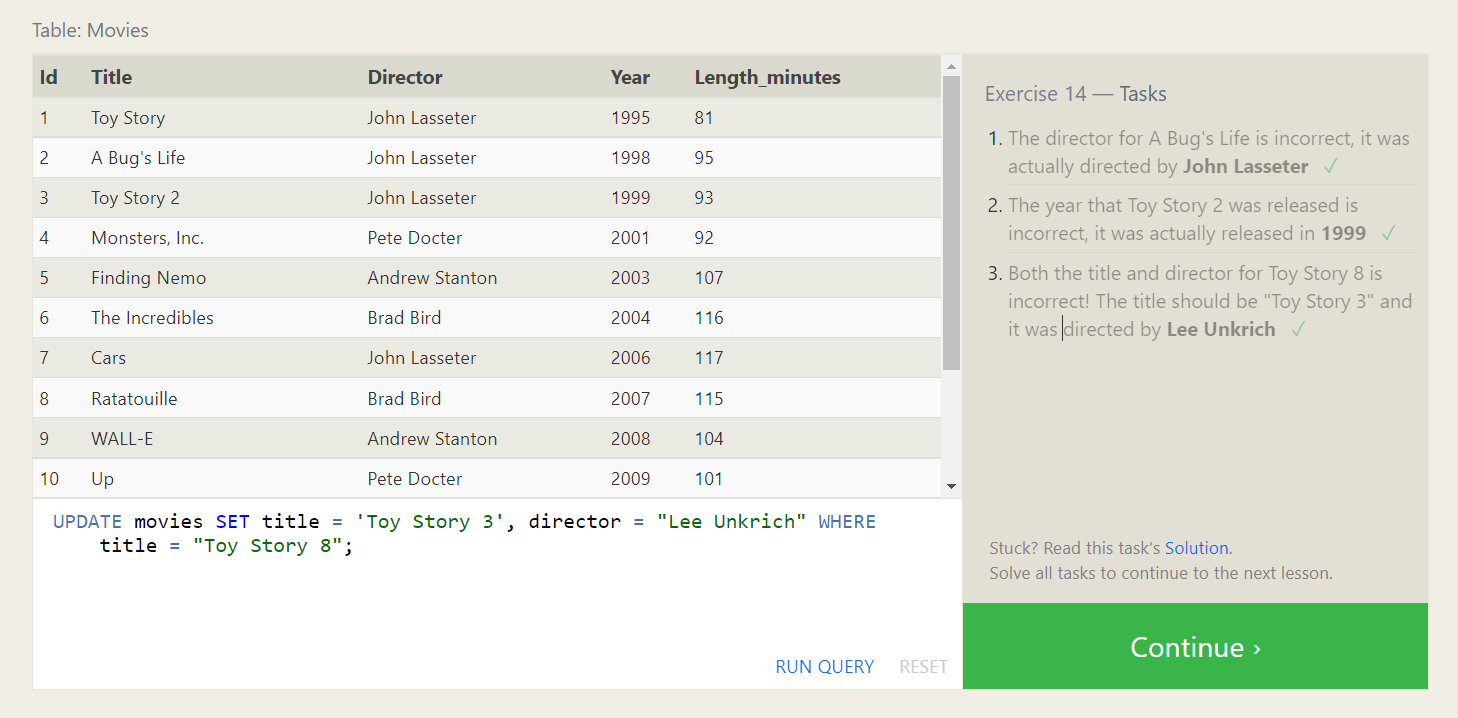 Table: Movies
Id Title Director Year Length_minutes
1 Toy Story John Lasseter 1995 81
2 A Bug's Life John Lasseter 1998 95
3 Toy Story 2 John Lasseter 1999 93
4 Monsters, Inc. Pete Docter 2001 92
5 Finding Nemo Andrew Stanton 2003 107
6 The Incredibles Brad Bird 2004 116
7 Cars John Lasseter 2006 117
8 Ratatouille Brad Bird 2007 115
9 WALL-E Andrew Stanton 2008 104
10 Up Pete Docter 2009 101
UPDATE movies SET title = 'Toy Story 3', director = "Lee Unkrich" WHERE
title = "Toy Story 8";
RUN QUERY RESET
Exercise 14 — Tasks
1. The director for A Bug's Life is incorrect, it was
actually directed by John Lasseter ✓
2. The year that Toy Story 2 was released is
incorrect, it was actually released in 1999 ✓
3. Both the title and director for Toy Story 8 is
incorrect! The title should be "Toy Story 3" and
it was directed by Lee Unkrich ✓
Stuck? Read this task's Solution.
Solve all tasks to continue to the next lesson.
Continue ›